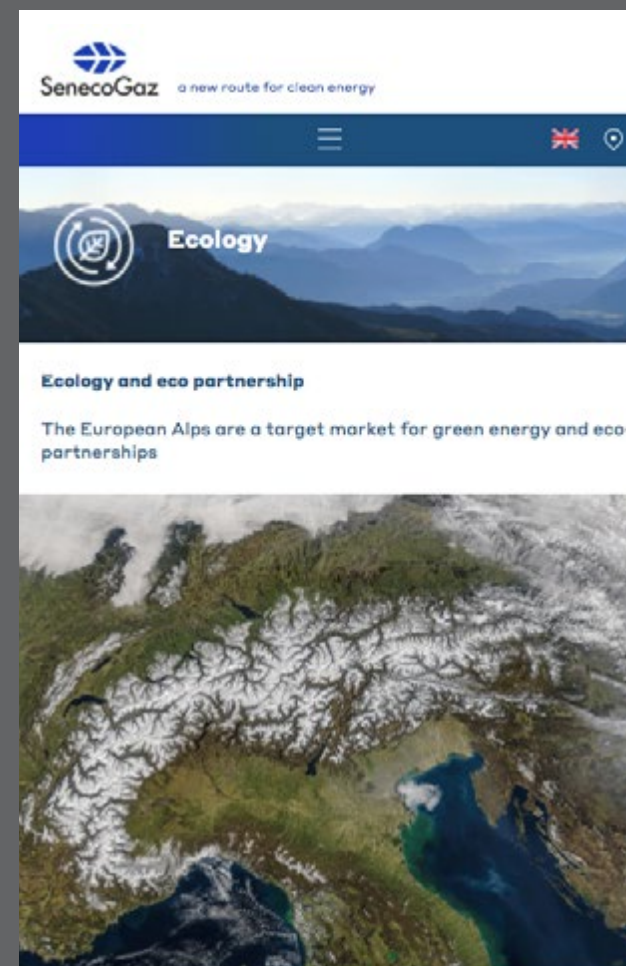 SenecoGaz
a new route for clean energy
Ecology
Ecology and eco partnership
The European Alps are a target market for green energy and eco
partnerships